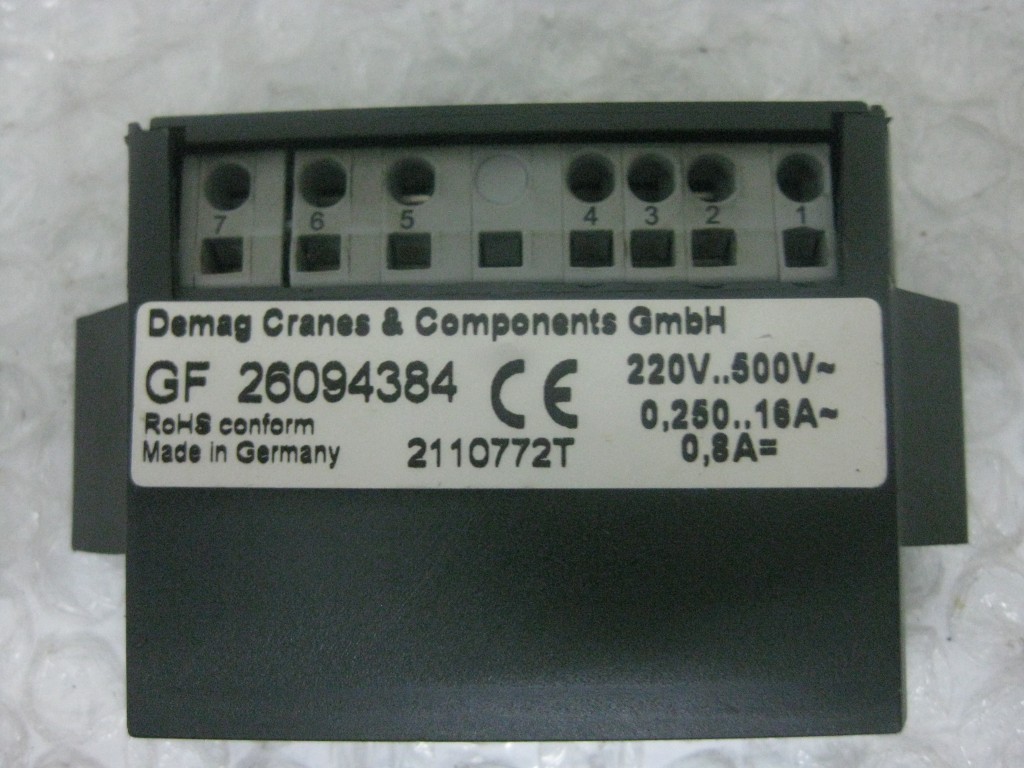 7 6 5 4 3 2 1
Demag Cranes & Components GmbH
GF 26094384 CE 220V..500V~
RoHS conform 0,250..16A~
Made in Germany 2110772T 0,8A=